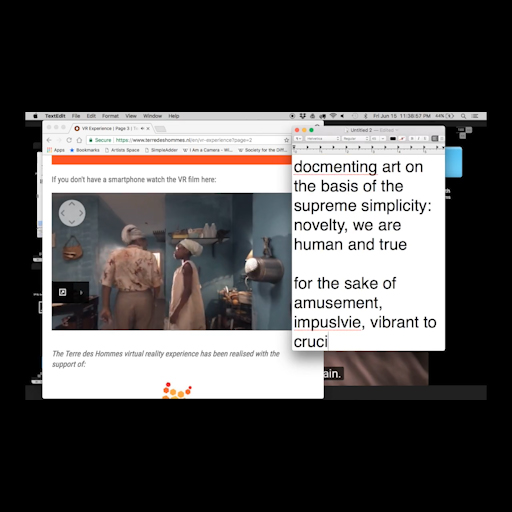 TextEdit File Edit Format View Window Help
Fri Jun 15 11:38:57 PM 44%
VR Experience | Page 3 | Te
Secure https://www.terredeshommes.nl/en/vr-experience?page=2
Apps Bookmarks Artists Space SimpleAdder I Am a Camera - Wi... Society for the Diff...
Untitled 2 — Edited
If you don't have a smartphone watch the VR film here:
The Terre des Hommes virtual reality experience has been realised with the
support of:
docmenting art on
the basis of the
supreme simplicity:
novelty, we are
human and true
for the sake of
amusement,
impuslvie, vibrant to
cruci
ain.